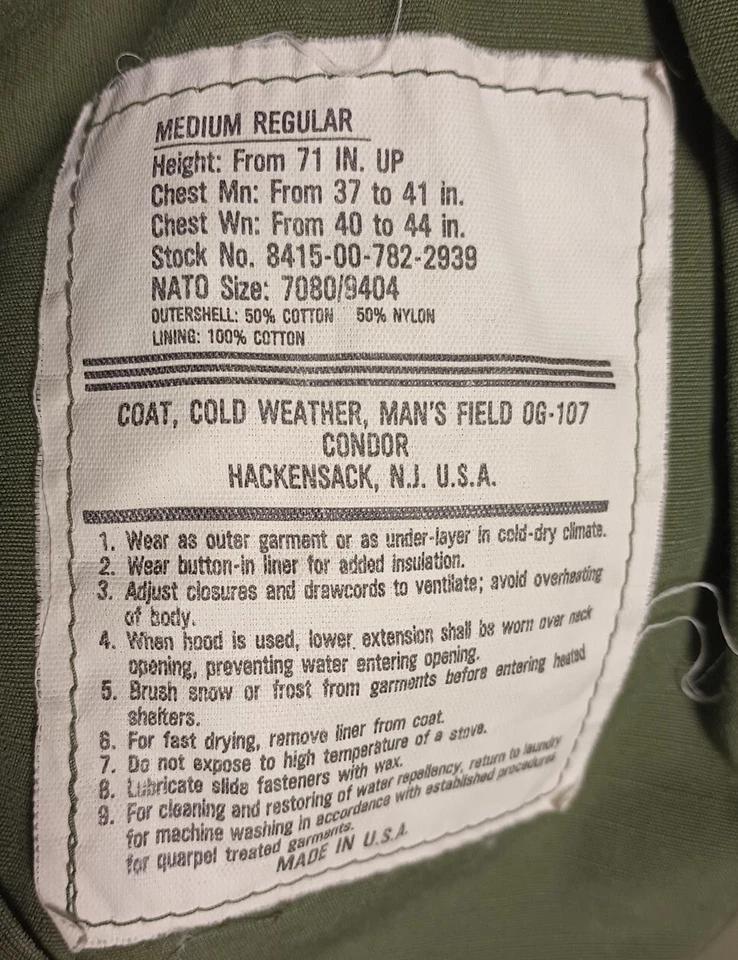 MEDIUM REGULAR
Height: From 71 IN. UP
Chest Mn: From 37 to 41 in.
Chest Wn: From 40 to 44 in.
Stock No. 8415-00-782-2939
NATO Size: 7080/9404
OUTERSHELL: 50% COTTON 50% NYLON
LINING: 100% COTTON
COAT, COLD WEATHER, MAN'S FIELD OG-107
CONDOR
HACKENSACK, N.J. U.S.A.
1. Wear as outer garment or as under-layer in cold-dry climate.
2. Wear button-in liner for added insulation.
3. Adjust closures and drawcords to ventilate; avoid overheating
of body.
4. When hood is used, lower extension shall be worn over neck
opening, preventing water entering opening.
5. Brush snow or frost from garments before entering heated
shelters.
6. For fast drying, remove liner from coat.
7. Do not expose to high temperature of a stove.
8. Lubricate slide fasteners with wax.
9. For cleaning and restoring of water repellency, return to laundry
for machine washing in accordance with established procedures
for quarpel treated garments.
MADE IN U.S.A.